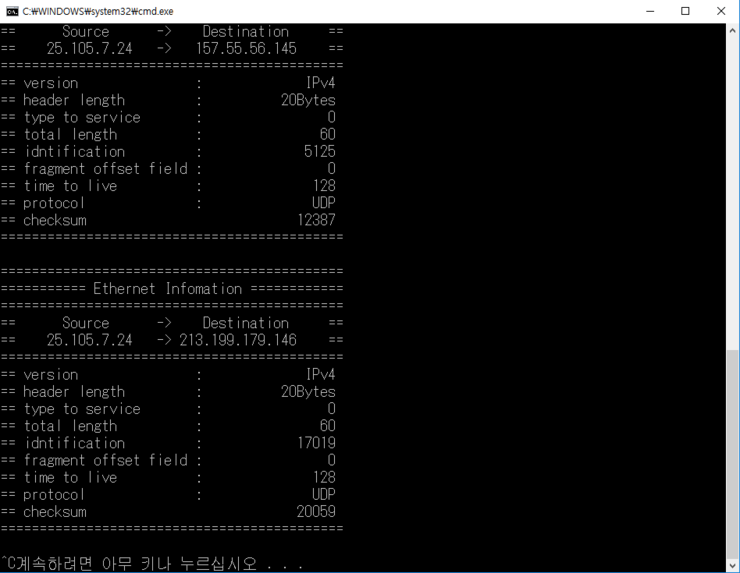 C:₩WINDOWS₩system32₩cmd.exe
== Source -> Destination ==
== 25.105.7.24 -> 157.55.56.145 ==
============================================
== version : IPv4
== header length : 20Bytes
== type to service : 0
== total length : 60
== idntification : 5125
== fragment offset field : 0
== time to live : 128
== protocol : UDP
== checksum 12387
============================================
============================================
=========== Ethernet Infomation ============
============================================
== Source -> Destination ==
== 25.105.7.24 -> 213.199.179.146 ==
============================================
== version : IPv4
== header length : 20Bytes
== type to service : 0
== total length : 60
== idntification : 17019
== fragment offset field : 0
== time to live : 128
== protocol : UDP
== checksum 20059
============================================
^C계속하려면 아무 키나 누르십시오 . . .